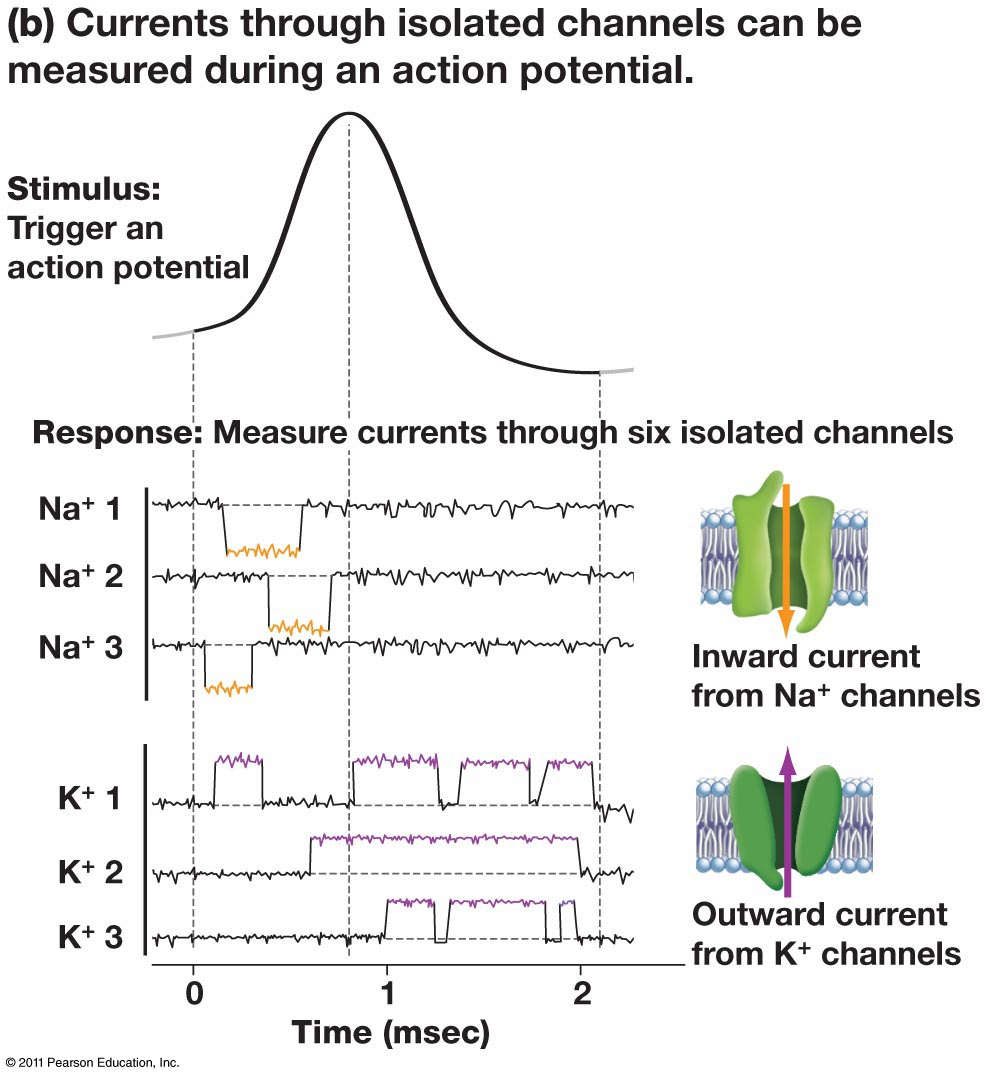 (b) Currents through isolated channels can be
measured during an action potential.
Stimulus:
Trigger an
action potential
Response: Measure currents through six isolated channels
Na⁺ 1
Na⁺ 2
Na⁺ 3
Inward current
from Na⁺ channels
K⁺ 1
K⁺ 2
K⁺ 3
Outward current
from K⁺ channels
0 1 2
Time (msec)
© 2011 Pearson Education, Inc.